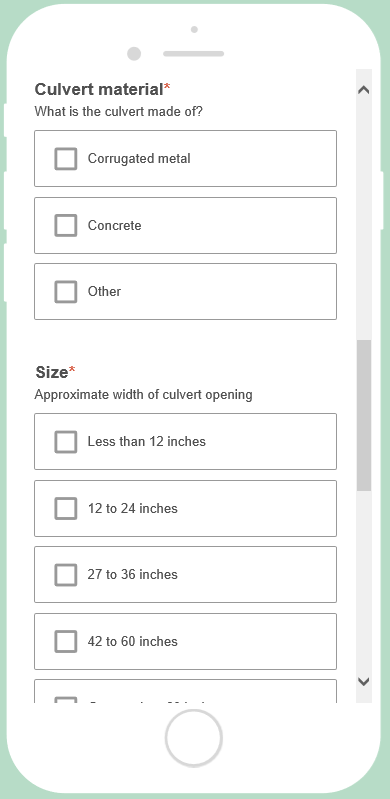 Culvert material*
What is the culvert made of?
Corrugated metal
Concrete
Other
Size*
Approximate width of culvert opening
Less than 12 inches
12 to 24 inches
27 to 36 inches
42 to 60 inches